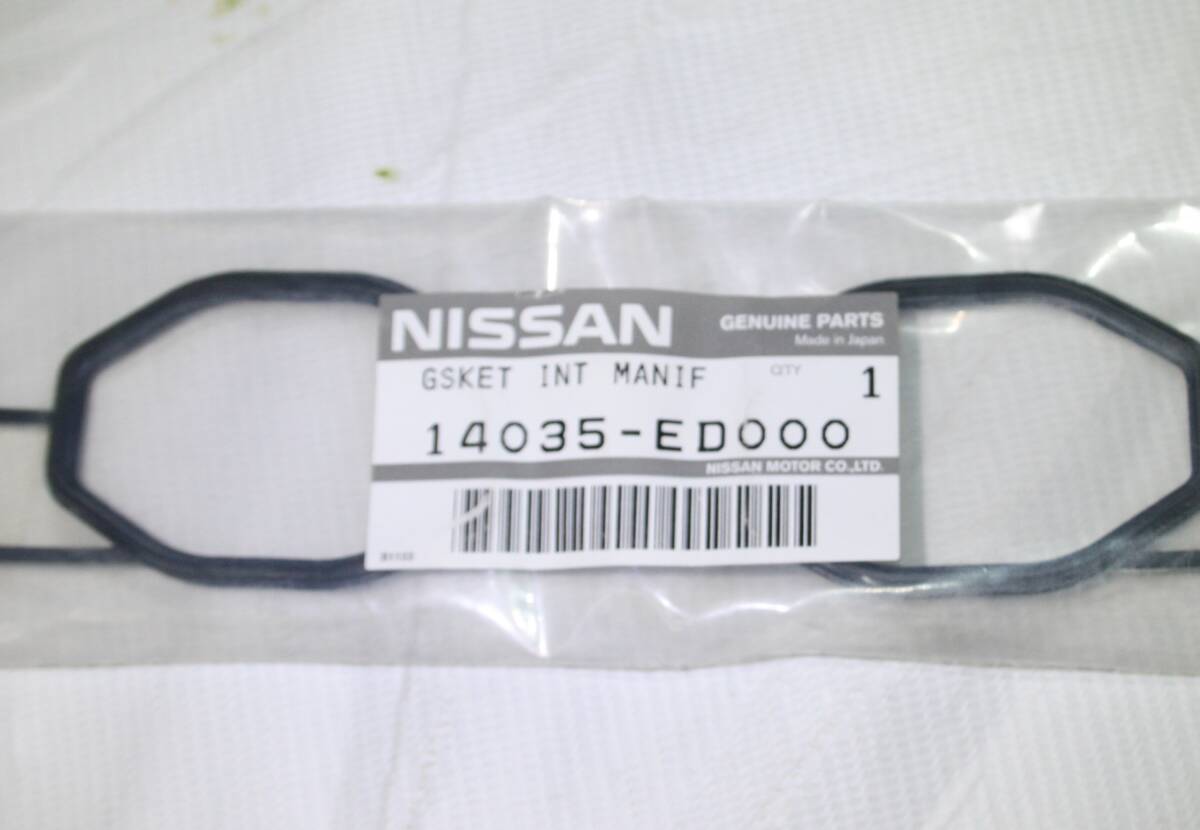 NISSAN
GENUINE PARTS
Made in Japan
GSKET INT MANIF QTY 1
14035-ED000
NISSAN MOTOR CO.,LTD.